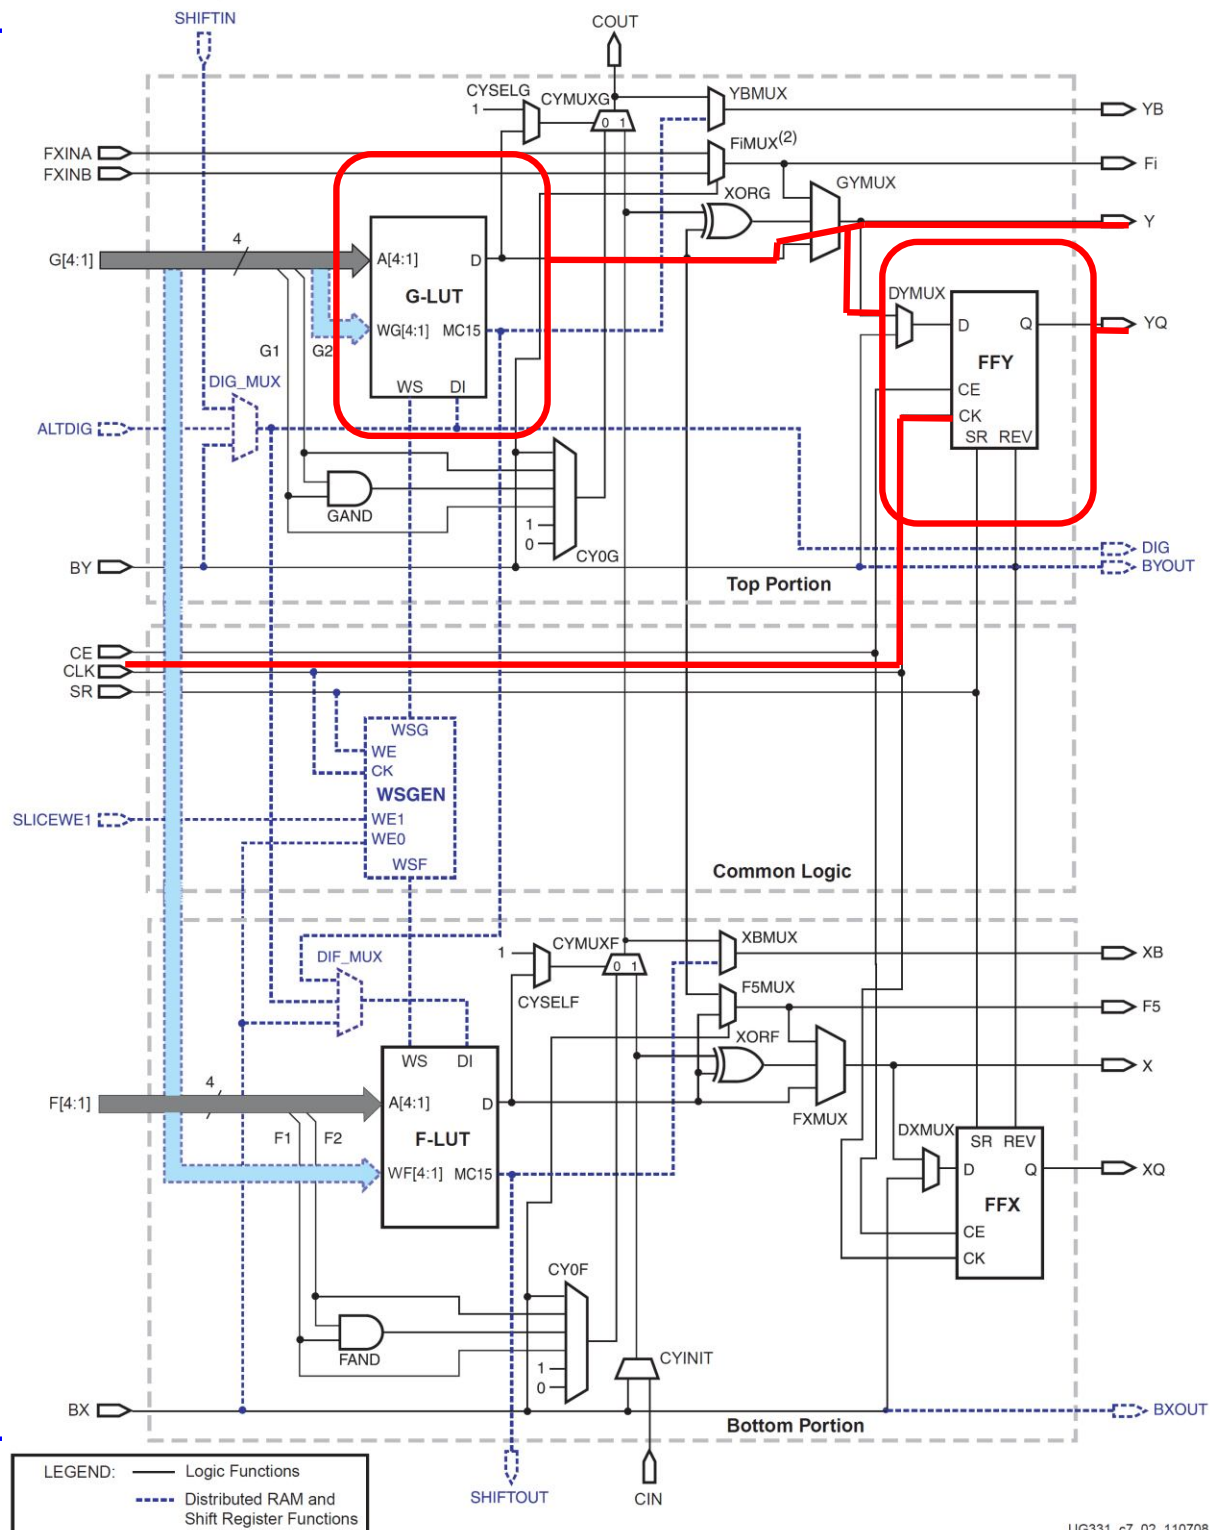 SHIFTIN
COUT
CYSELG
1
CYMUXG
0 1
YBMUX
YB
FXINA
FXINB
FiMUX(2)
Fi
GYMUX
XORG
Y
G[4:1]
4
A[4:1]
D
G-LUT
WG[4:1]
MC15
WS
DI
G1
G2
DYMUX
D
Q
YQ
FFY
CE
CK
SR REV
DIG_MUX
ALTDIG
GAND
1
0
CY0G
DIG
BY
BYOUT
Top Portion
CE
CLK
SR
WSG
WE
CK
WSGEN
SLICEWE1
WE1
WE0
WSF
Common Logic
1
CYMUXF
0 1
XBMUX
XB
DIF_MUX
CYSELF
F5MUX
F5
XORF
X
WS
DI
F[4:1]
4
A[4:1]
D
FXMUX
F1
F2
F-LUT
DXMUX
SR REV
WF[4:1]
MC15
D
Q
XQ
FFX
CE
CK
CY0F
FAND
CYINIT
1
0
BX
BXOUT
Bottom Portion
LEGEND:
Logic Functions
Distributed RAM and
Shift Register Functions
SHIFTOUT
CIN
UG331_c7_02_110708